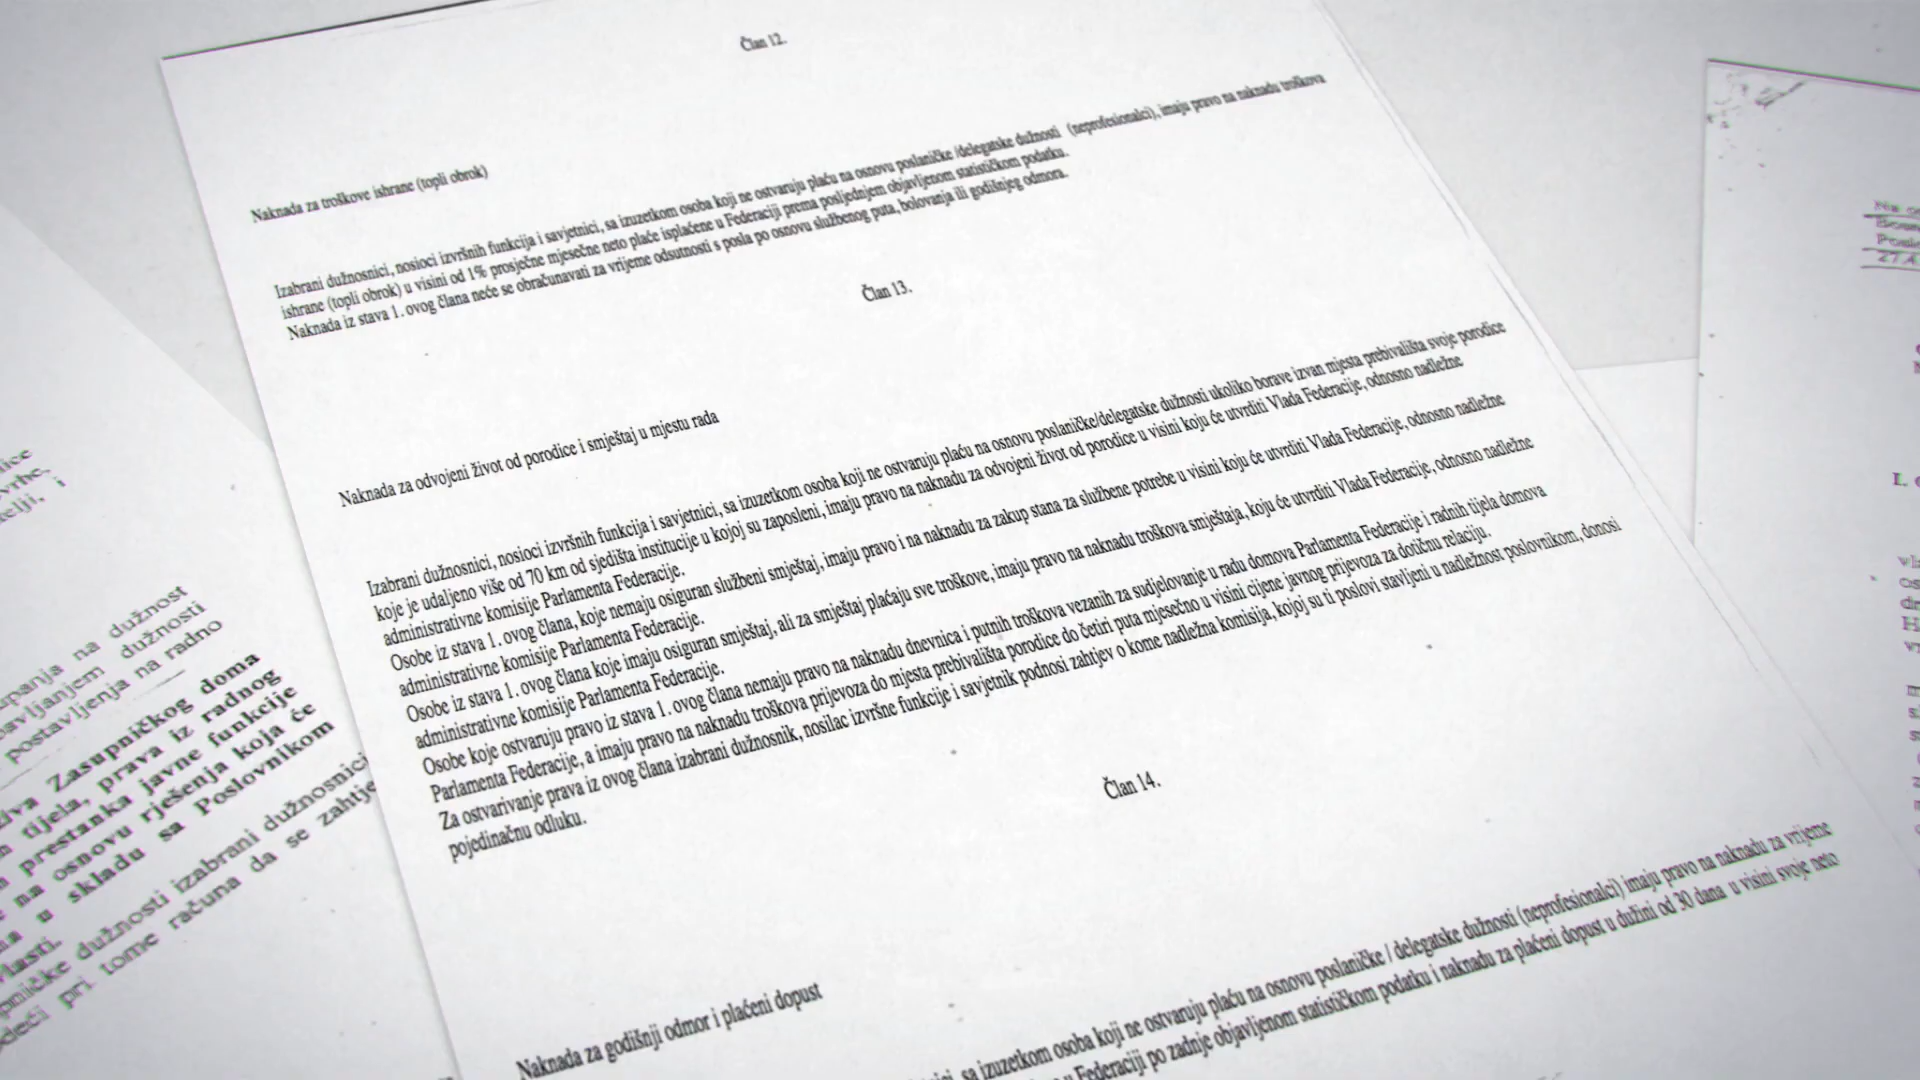 Član 12.
Naknada za troškove ishrane (topli obrok)
Izabrani dužnosnici, nosioci izvršnih funkcija i savjetnici, sa izuzetkom osoba koji ne ostvaruju plaću na osnovu poslaničke /delegatske dužnosti (neprofesionalci), imaju pravo na naknadu troškova
ishrane (topli obrok) u visini od 1% prosječne mjesečne neto plaće isplaćene u Federaciji prema posljednjem objavljenom statističkom podatku.
Naknada iz stava 1. ovog člana neće se obračunavati za vrijeme odsutnosti s posla po osnovu službenog puta, bolovanja ili godišnjeg odmora.
Član 13.
Naknada za odvojeni život od porodice i smještaj u mjestu rada
Izabrani dužnosnici, nosioci izvršnih funkcija i savjetnici, sa izuzetkom osoba koji ne ostvaruju plaću na osnovu poslaničke/delegatske dužnosti ukoliko borave izvan mjesta prebivališta svoje porodice
koje je udaljeno više od 70 km od sjedišta institucije u kojoj su zaposleni, imaju pravo na naknadu za odvojeni život od porodice u visini koju će utvrditi Vlada Federacije, odnosno nadležne
administrativne komisije Parlamenta Federacije.
Osobe iz stava 1. ovog člana, koje nemaju osiguran službeni smještaj, imaju pravo i na naknadu za zakup stana za službene potrebe u visini koju će utvrditi Vlada Federacije, odnosno nadležne
administrativne komisije Parlamenta Federacije.
Osobe iz stava 1. ovog člana koje imaju osiguran smještaj, ali za smještaj plaćaju sve troškove, imaju pravo na naknadu troškova smještaja, koju će utvrditi Vlada Federacije, odnosno nadležne
administrativne komisije Parlamenta Federacije.
Osobe koje ostvaruju pravo iz stava 1. ovog člana nemaju pravo na naknadu dnevnica i putnih troškova vezanih za sudjelovanje u radu domova Parlamenta Federacije i radnih tijela domova
Parlamenta Federacije, a imaju pravo na naknadu troškova prijevoza do mjesta prebivališta porodice do četiri puta mjesečno u visini cijene javnog prijevoza za dotičnu relaciju.
Za ostvarivanje prava iz ovog člana izabrani dužnosnik, nosilac izvršne funkcije i savjetnik podnosi zahtjev o kome nadležna komisija, kojoj su ti poslovi stavljeni u nadležnost poslovnikom, donosi
pojedinačnu odluku.
Član 14.
Naknada za godišnji odmor i plaćeni dopust
sa izuzetkom osoba koji ne ostvaruju plaću na osnovu poslaničke / delegatske dužnosti (neprofesionalci) imaju pravo na naknadu za vrijeme
u Federaciji po zadnje objavljenom statističkom podatku i naknadu za plaćeni dopust u dužini od 30 dana u visini svoje neto
na dužnost
dužnosti
postavljenja na radno
Zasupničkog doma
tijela, prava iz radnog
prestanka javne funkcije
na osnovu rješenja koja će
u skladu sa Poslovnikom
vlasti.
dužnosti izabrani dužnosnici
pri tome računa da se